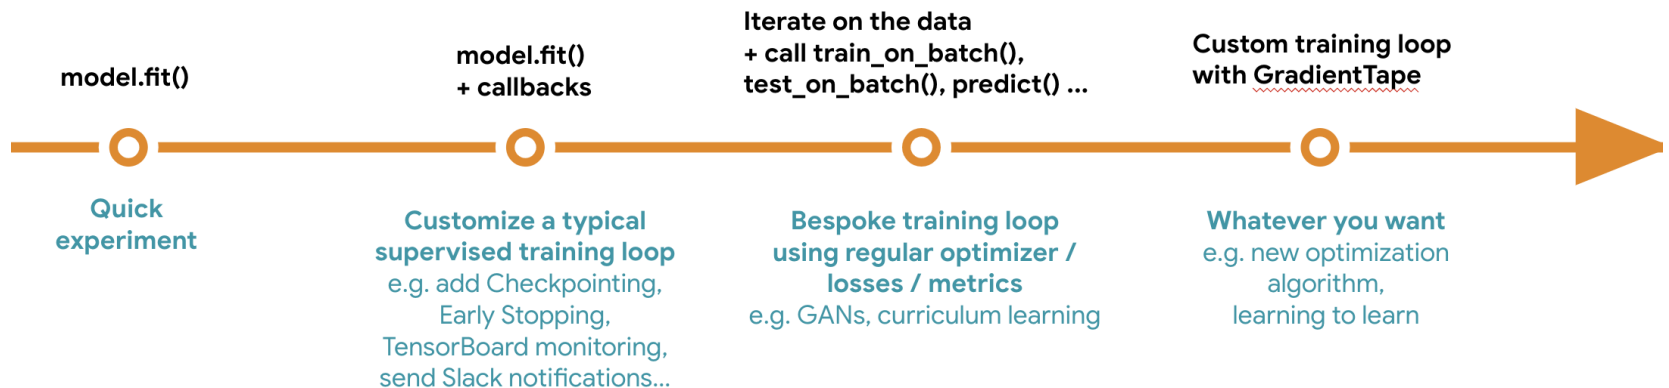 model.fit()
Quick
experiment
model.fit()
+ callbacks
Customize a typical
supervised training loop
e.g. add Checkpointing,
Early Stopping,
TensorBoard monitoring,
send Slack notifications...
Iterate on the data
+ call train_on_batch(),
test_on_batch(), predict() ...
Bespoke training loop
using regular optimizer /
losses / metrics
e.g. GANs, curriculum learning
Custom training loop
with GradientTape
Whatever you want
e.g. new optimization
algorithm,
learning to learn